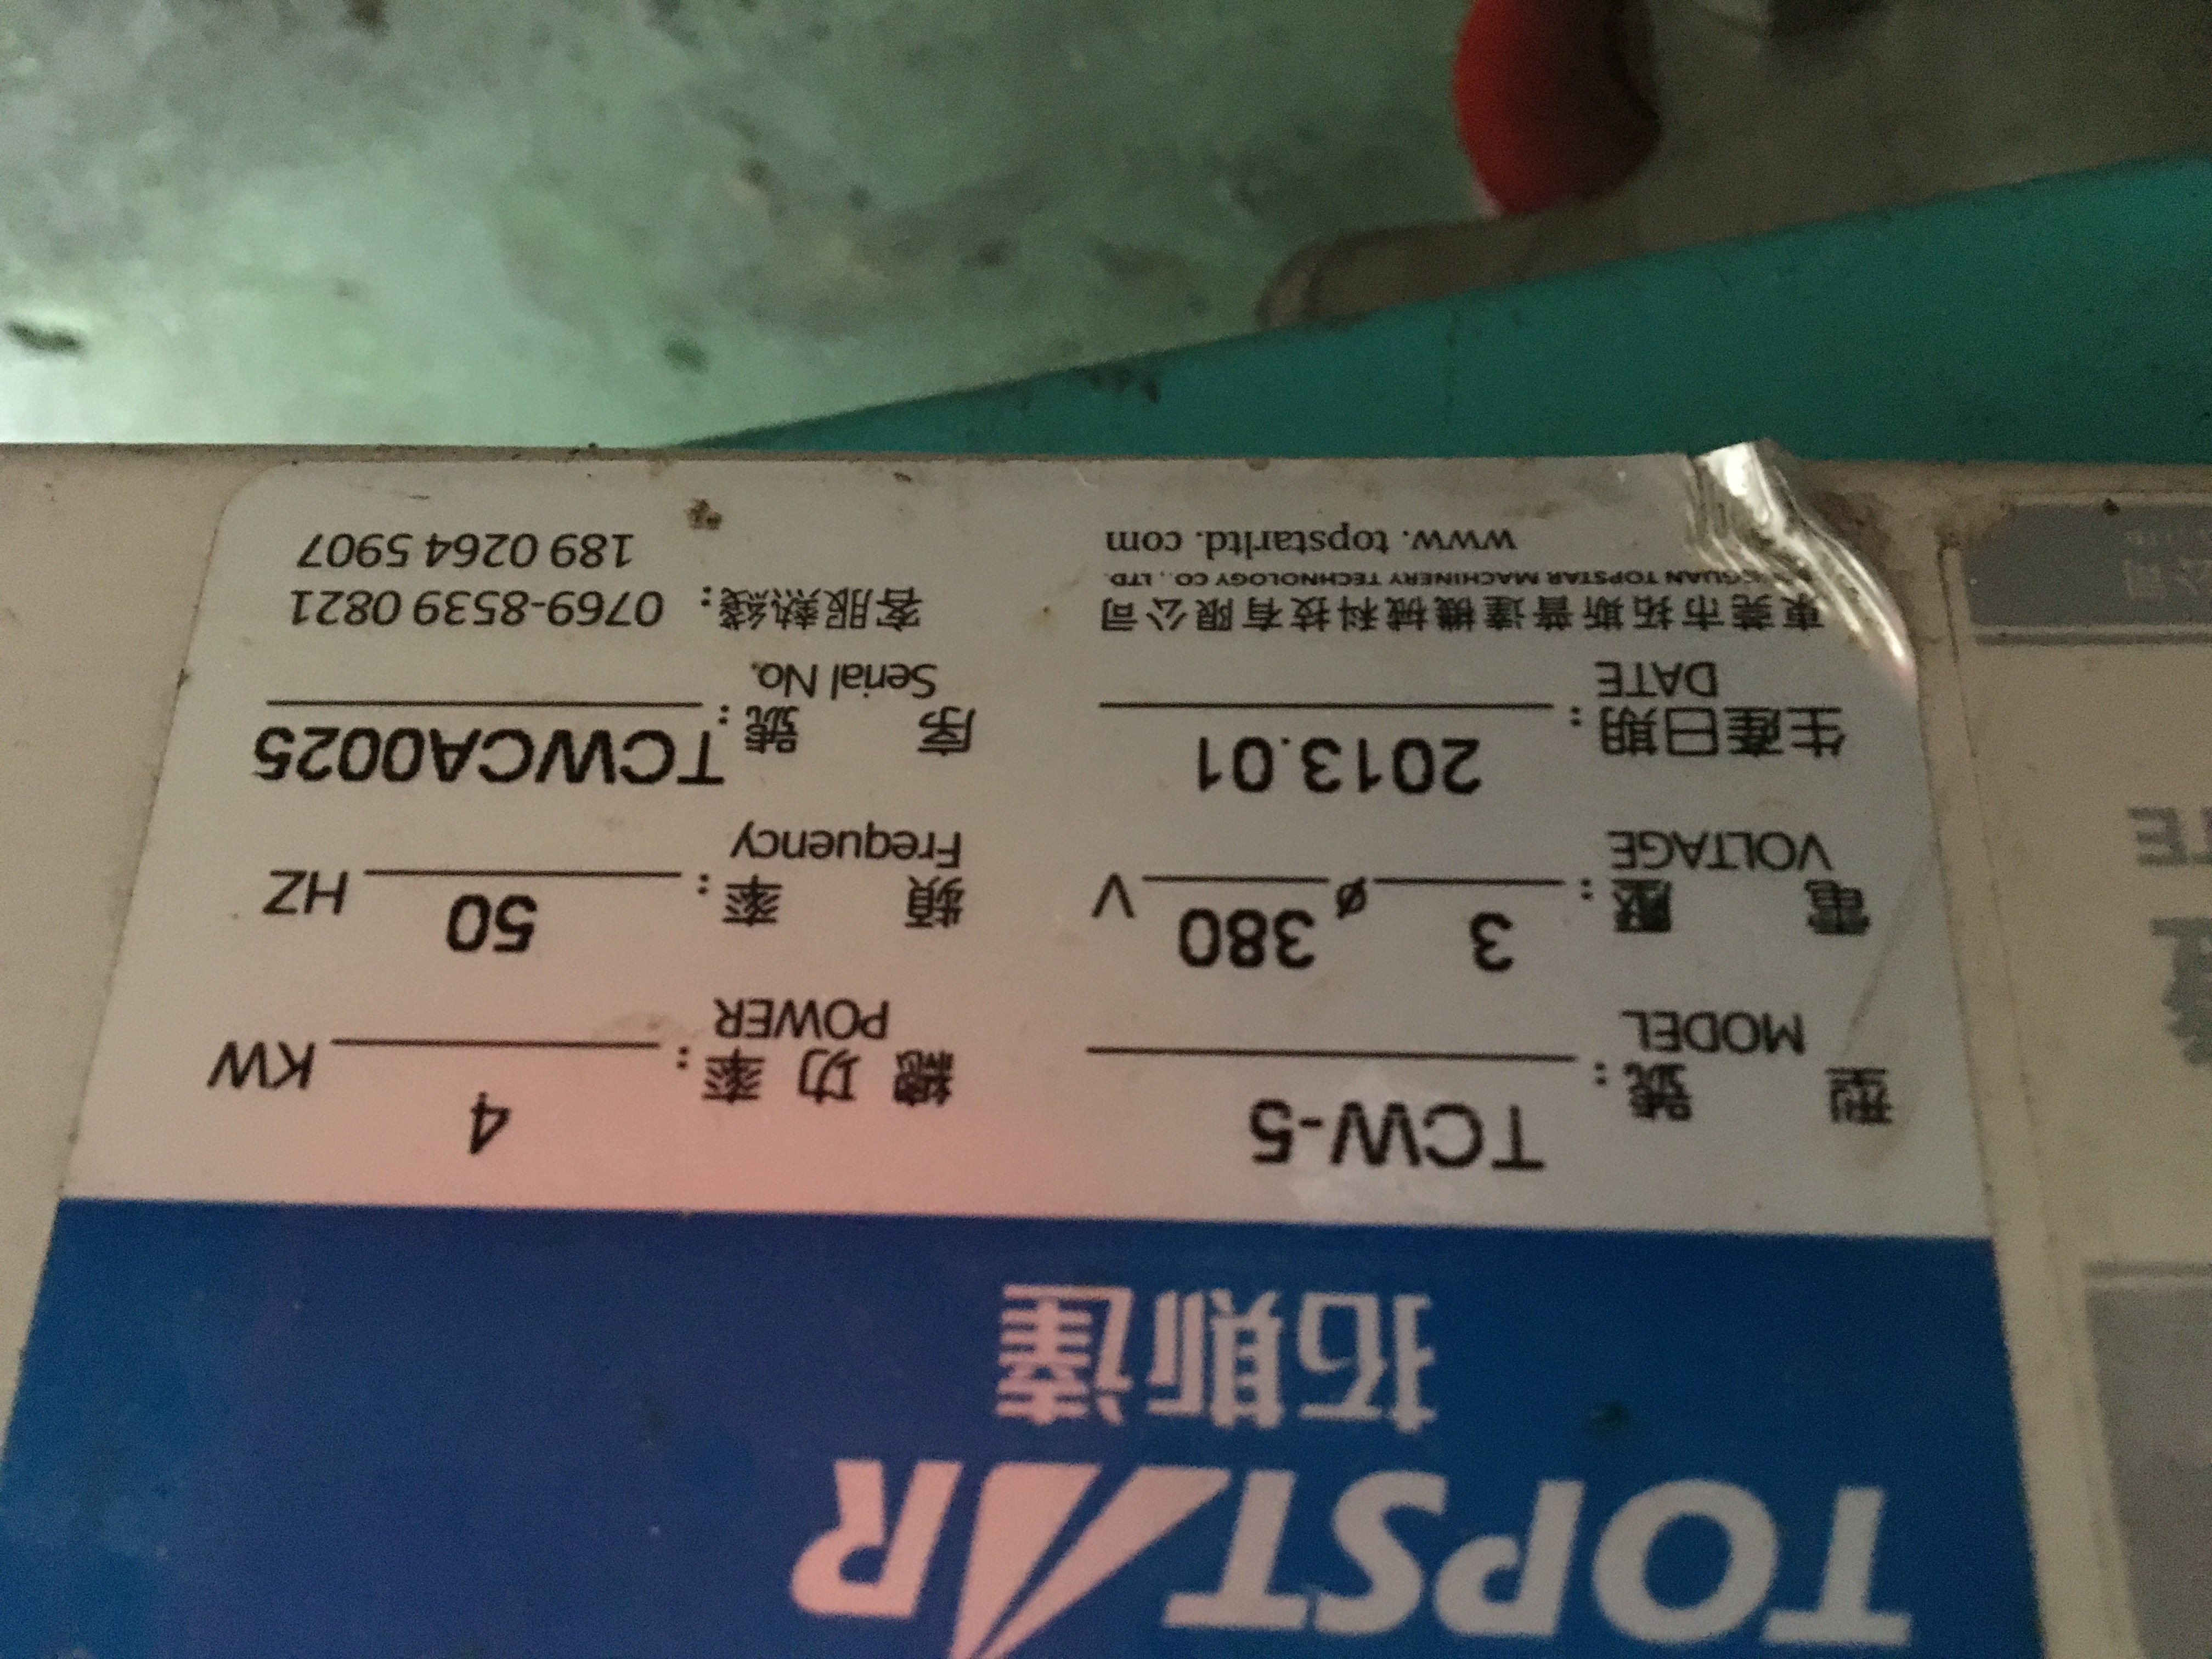 TOPSTAR
拓斯達
型 號： TCW-5
MODEL
總 功 率： 4 KW
POWER
電 壓： 3 ø 380 V
VOLTAGE
頻 率： 50 HZ
Frequency
生產日期： 2013.01
DATE
序 號： TCWCA0025
Serial No.
東莞市拓斯普達機械科技有限公司
TOPSTAR MACHINERY TECHNOLOGY CO., LTD.
www. topstarltd. com
客服熱綫： 0769-8539 0821
189 0264 5907